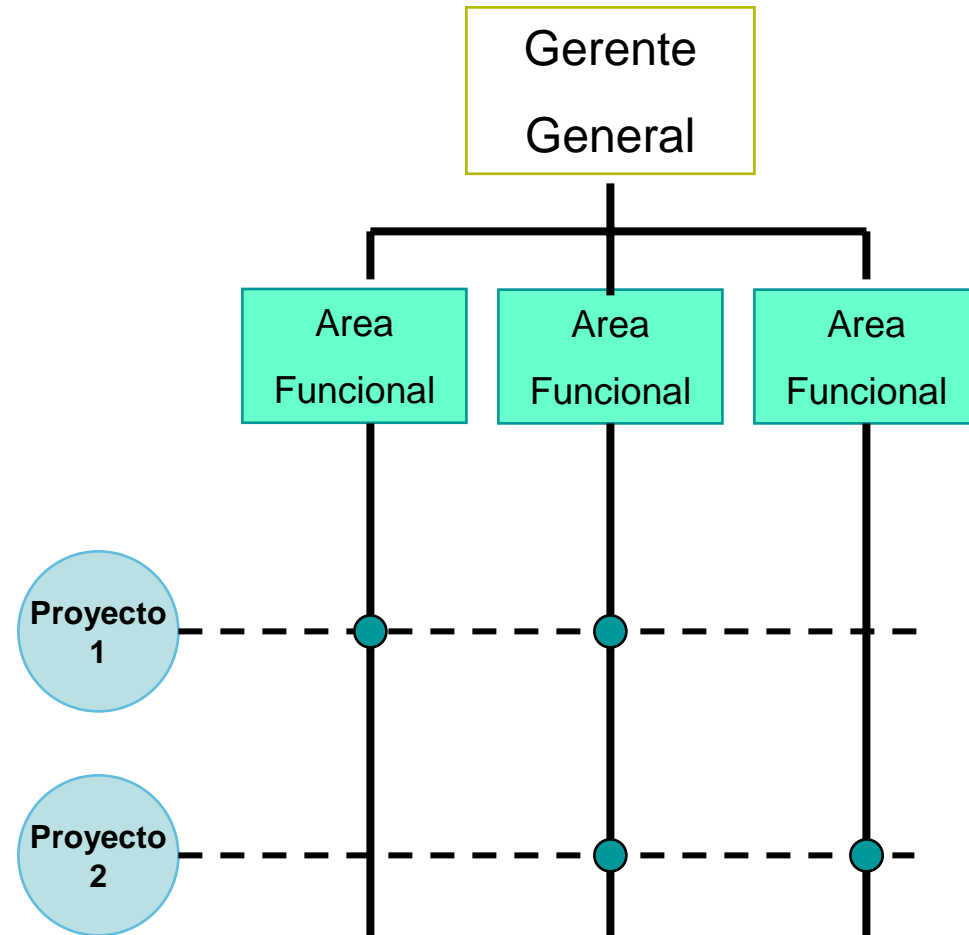 Gerente
General
Area
Funcional
Area
Funcional
Area
Funcional
Proyecto
1
Proyecto
2